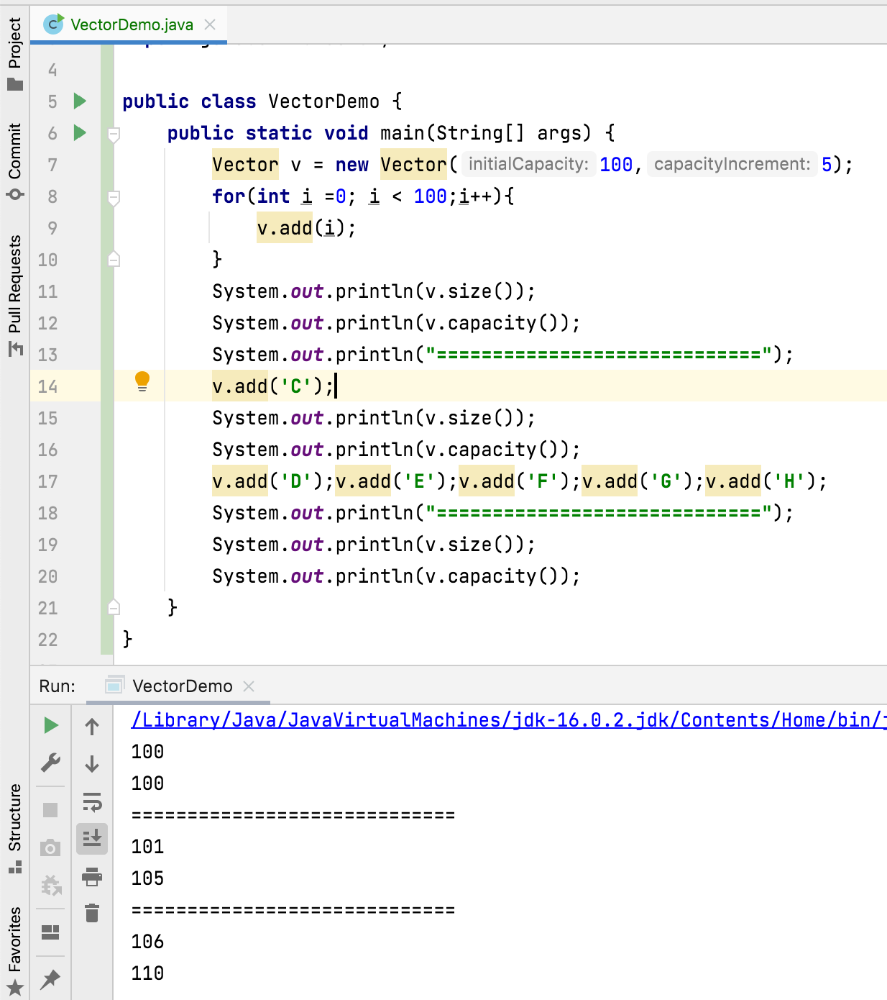 VectorDemo.java
Project
Commit
Pull Requests
Structure
Favorites
4
5 public class VectorDemo {
6 public static void main(String[] args) {
7 Vector v = new Vector( initialCapacity: 100, capacityIncrement: 5);
8 for(int i =0; i < 100;i++){
9 v.add(i);
10 }
11 System.out.println(v.size());
12 System.out.println(v.capacity());
13 System.out.println("=============================");
14 v.add('C');
15 System.out.println(v.size());
16 System.out.println(v.capacity());
17 v.add('D');v.add('E');v.add('F');v.add('G');v.add('H');
18 System.out.println("=============================");
19 System.out.println(v.size());
20 System.out.println(v.capacity());
21 }
22 }
Run: VectorDemo
/Library/Java/JavaVirtualMachines/jdk-16.0.2.jdk/Contents/Home/bin/j
100
100
=============================
101
105
=============================
106
110